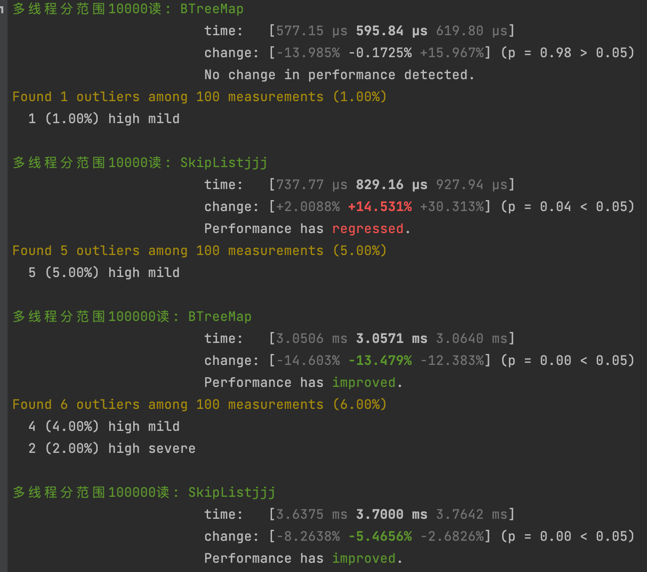 多线程分范围10000读: BTreeMap
time: [577.15 µs 595.84 µs 619.80 µs]
change: [-13.985% -0.1725% +15.967%] (p = 0.98 > 0.05)
No change in performance detected.
Found 1 outliers among 100 measurements (1.00%)
1 (1.00%) high mild
多线程分范围10000读: SkipListjjj
time: [737.77 µs 829.16 µs 927.94 µs]
change: [+2.0088% +14.531% +30.313%] (p = 0.04 < 0.05)
Performance has regressed.
Found 5 outliers among 100 measurements (5.00%)
5 (5.00%) high mild
多线程分范围100000读: BTreeMap
time: [3.0506 ms 3.0571 ms 3.0640 ms]
change: [-14.603% -13.479% -12.383%] (p = 0.00 < 0.05)
Performance has improved.
Found 6 outliers among 100 measurements (6.00%)
4 (4.00%) high mild
2 (2.00%) high severe
多线程分范围100000读: SkipListjjj
time: [3.6375 ms 3.7000 ms 3.7642 ms]
change: [-8.2638% -5.4656% -2.6826%] (p = 0.00 < 0.05)
Performance has improved.